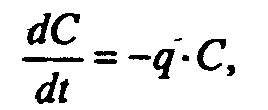 dC/dt = -q·C,